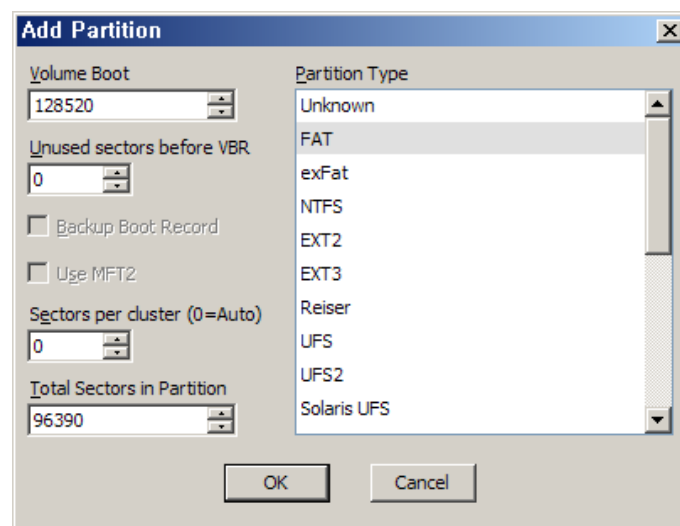 Add Partition
Volume Boot
128520
Unused sectors before VBR
0
Backup Boot Record
Use MFT2
Sectors per cluster (0=Auto)
0
Total Sectors in Partition
96390
Partition Type
Unknown
FAT
exFat
NTFS
EXT2
EXT3
Reiser
UFS
UFS2
Solaris UFS
OK
Cancel